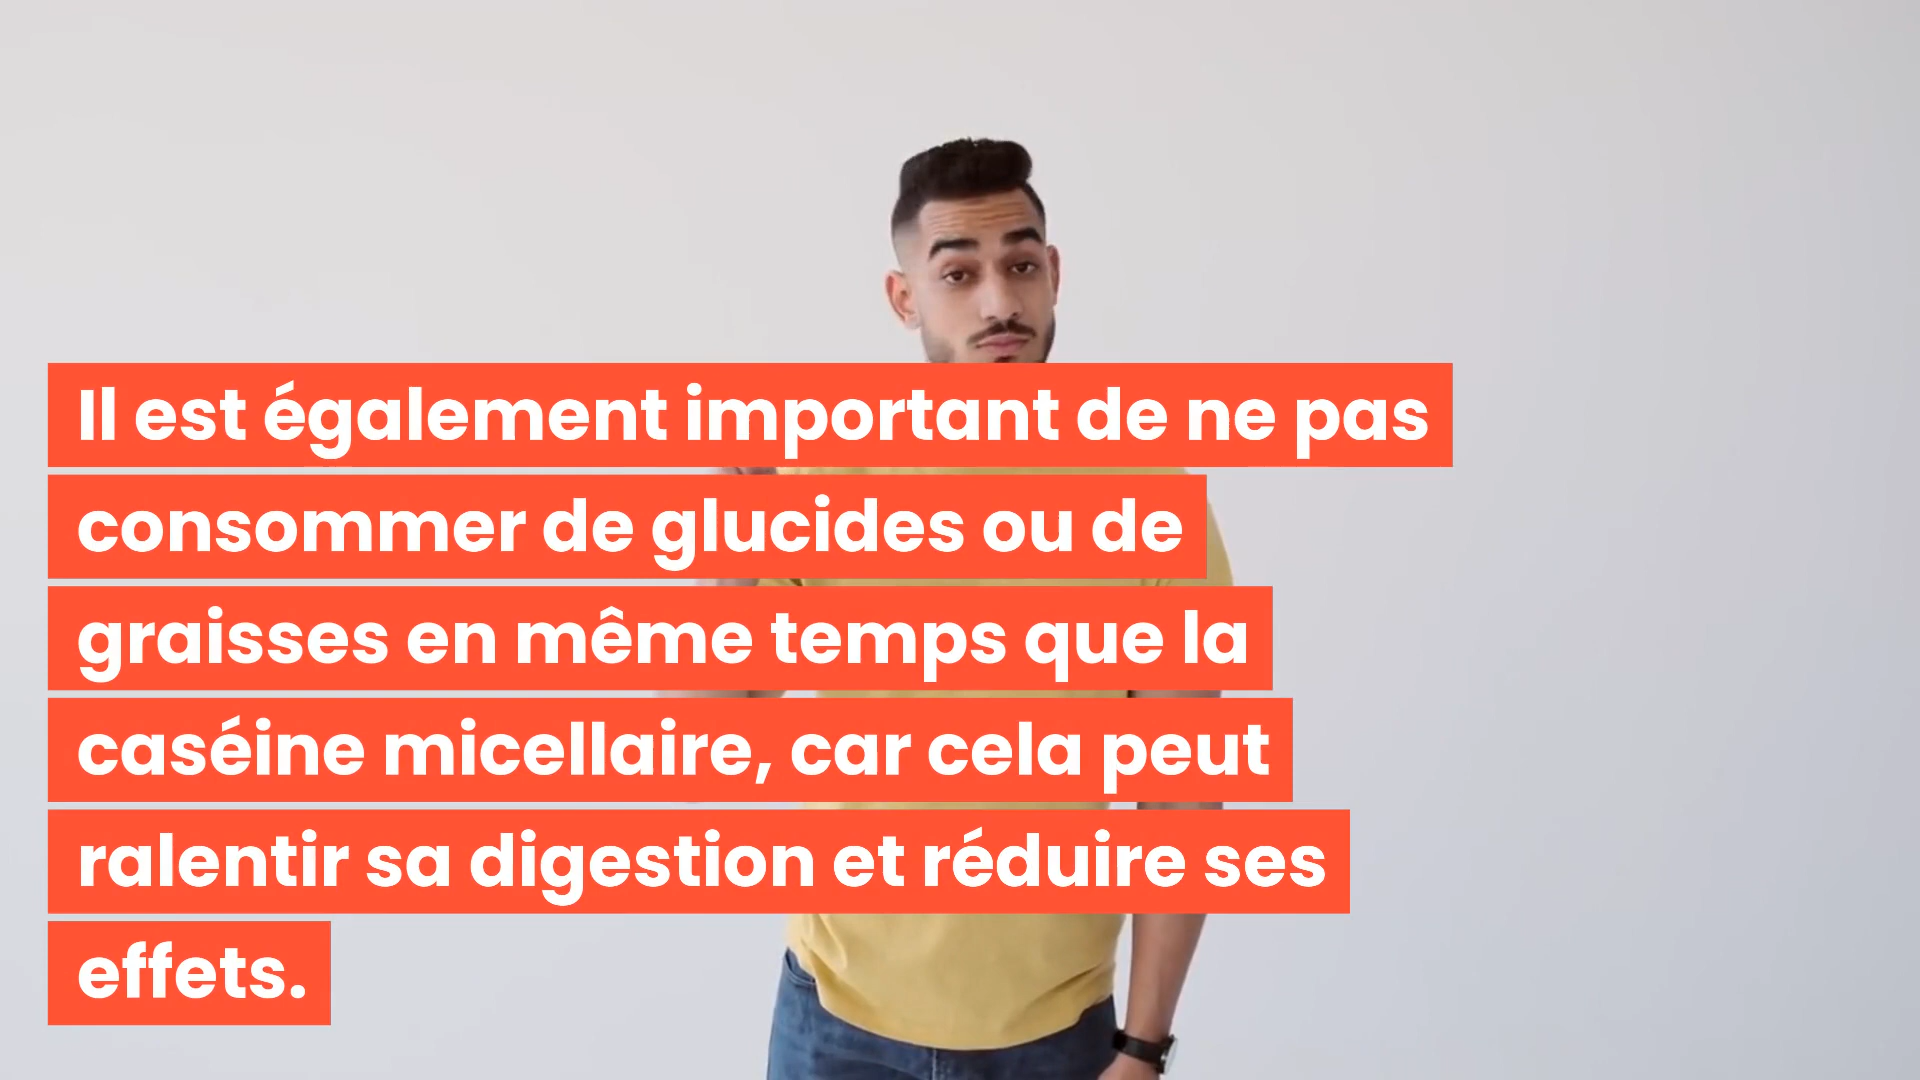 Il est également important de ne pas
consommer de glucides ou de
graisses en même temps que la
caséine micellaire, car cela peut
ralentir sa digestion et réduire ses
effets.